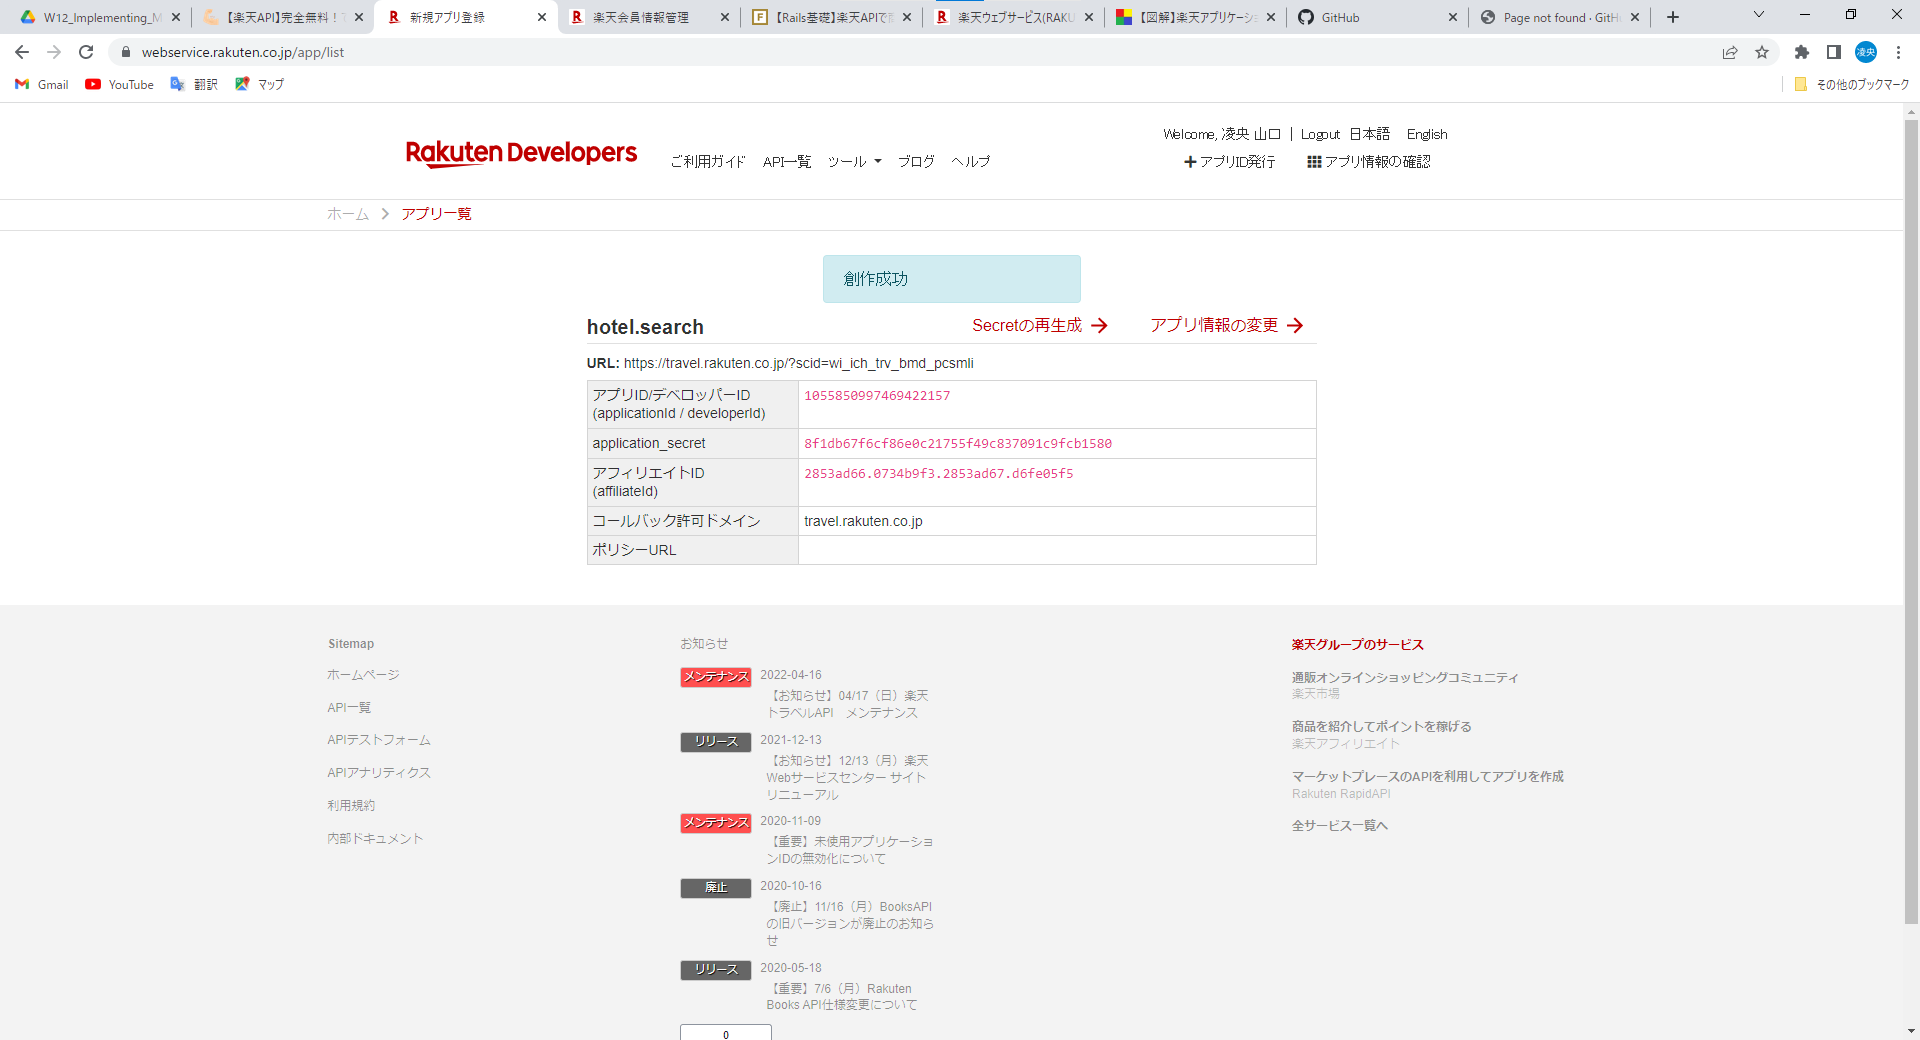 W12_Implementing_M
【楽天API】完全無料！
新規アプリ登録
楽天会員情報管理
【Rails基礎】楽天APIで
楽天ウェブサービス(RAKU
【図解】楽天アプリケーシ
GitHub
Page not found · GitH
webservice.rakuten.co.jp/app/list
凌央
Gmail
YouTube
翻訳
マップ
その他のブックマーク
Rakuten Developers
ご利用ガイド
API一覧
ツール
ブログ
ヘルプ
Welcome, 凌央 山口 | Logout 日本語 English
アプリID発行
アプリ情報の確認
ホーム > アプリ一覧
創作成功
hotel.search
Secretの再生成
アプリ情報の変更
URL: https://travel.rakuten.co.jp/?scid=wi_ich_trv_bmd_pcsmli
アプリID/デベロッパーID
(applicationId / developerId)
1055850997469422157
application_secret
8f1db67f6cf86e0c21755f49c837091c9fcb1580
アフィリエイトID
(affiliateId)
2853ad66.0734b9f3.2853ad67.d6fe05f5
コールバック許可ドメイン
travel.rakuten.co.jp
ポリシーURL
Sitemap
ホームページ
API一覧
APIテストフォーム
APIアナリティクス
利用規約
内部ドキュメント
お知らせ
メンテナンス 2022-04-16
【お知らせ】04/17（日）楽天
トラベルAPI　メンテナンス
リリース 2021-12-13
【お知らせ】12/13（月）楽天
Webサービスセンター サイト
リニューアル
メンテナンス 2020-11-09
【重要】未使用アプリケーショ
ンIDの無効化について
廃止 2020-10-16
【廃止】11/16（月）BooksAPI
の旧バージョンが廃止のお知ら
せ
リリース 2020-05-18
【重要】7/6（月）Rakuten
Books API仕様変更について
0
楽天グループのサービス
通販オンラインショッピングコミュニティ
楽天市場
商品を紹介してポイントを稼げる
楽天アフィリエイト
マーケットプレースのAPIを利用してアプリを作成
Rakuten RapidAPI
全サービス一覧へ